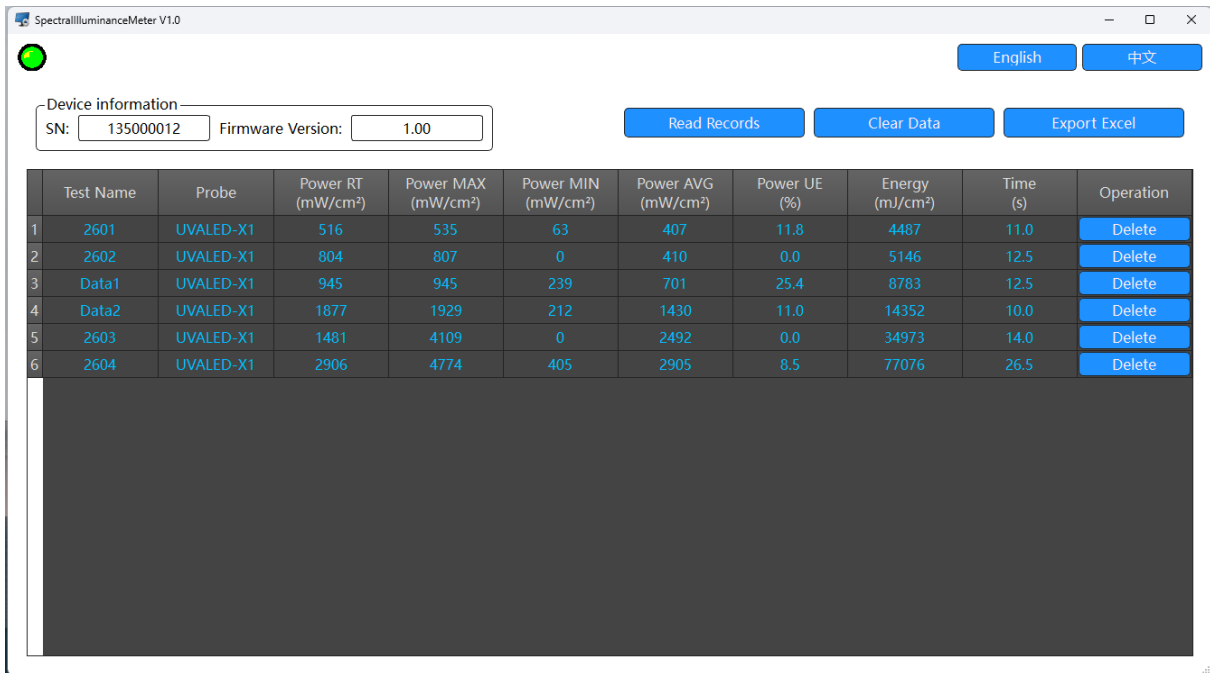 SpectralIlluminanceMeter V1.0
English 中文
Device information
SN: 135000012 Firmware Version: 1.00
Read Records Clear Data Export Excel
Test Name Probe Power RT (mW/cm²) Power MAX (mW/cm²) Power MIN (mW/cm²) Power AVG (mW/cm²) Power UE (%) Energy (mJ/cm²) Time (s) Operation
1 2601 UVALED-X1 516 535 63 407 11.8 4487 11.0 Delete
2 2602 UVALED-X1 804 807 0 410 0.0 5146 12.5 Delete
3 Data1 UVALED-X1 945 945 239 701 25.4 8783 12.5 Delete
4 Data2 UVALED-X1 1877 1929 212 1430 11.0 14352 10.0 Delete
5 2603 UVALED-X1 1481 4109 0 2492 0.0 34973 14.0 Delete
6 2604 UVALED-X1 2906 4774 405 2905 8.5 77076 26.5 Delete